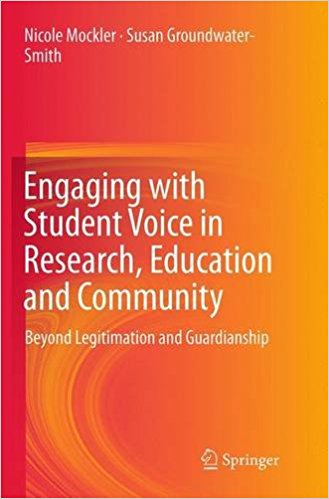 Nicole Mockler · Susan Groundwater-
Smith
Engaging with
Student Voice in
Research, Education
and Community
Beyond Legitimation and Guardianship
Springer